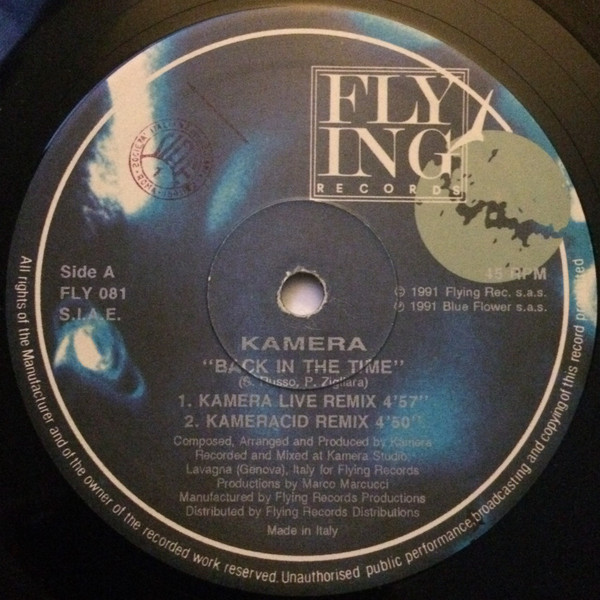 FLY
ING
RECORDS
Side A
FLY 081
S.I.A.E.
45 RPM
© 1991 Flying Rec. s.a.s.
℗ 1991 Blue Flower s.a.s.
KAMERA
"BACK IN THE TIME"
(G. Russo, P. Zigliara)
1. KAMERA LIVE REMIX 4'57"
2. KAMERACID REMIX 4'50"
Composed, Arranged and Produced by Kamera
Recorded and Mixed at Kamera Studio,
Lavagna (Genova), Italy for Flying Records
Productions by Marco Marcucci
Manufactured by Flying Records Productions
Distributed by Flying Records Distributions
Made in Italy
All rights of the Manufacturer and of the owner of the recorded work reserved. Unauthorised public performance, broadcasting and copying of this record prohibited